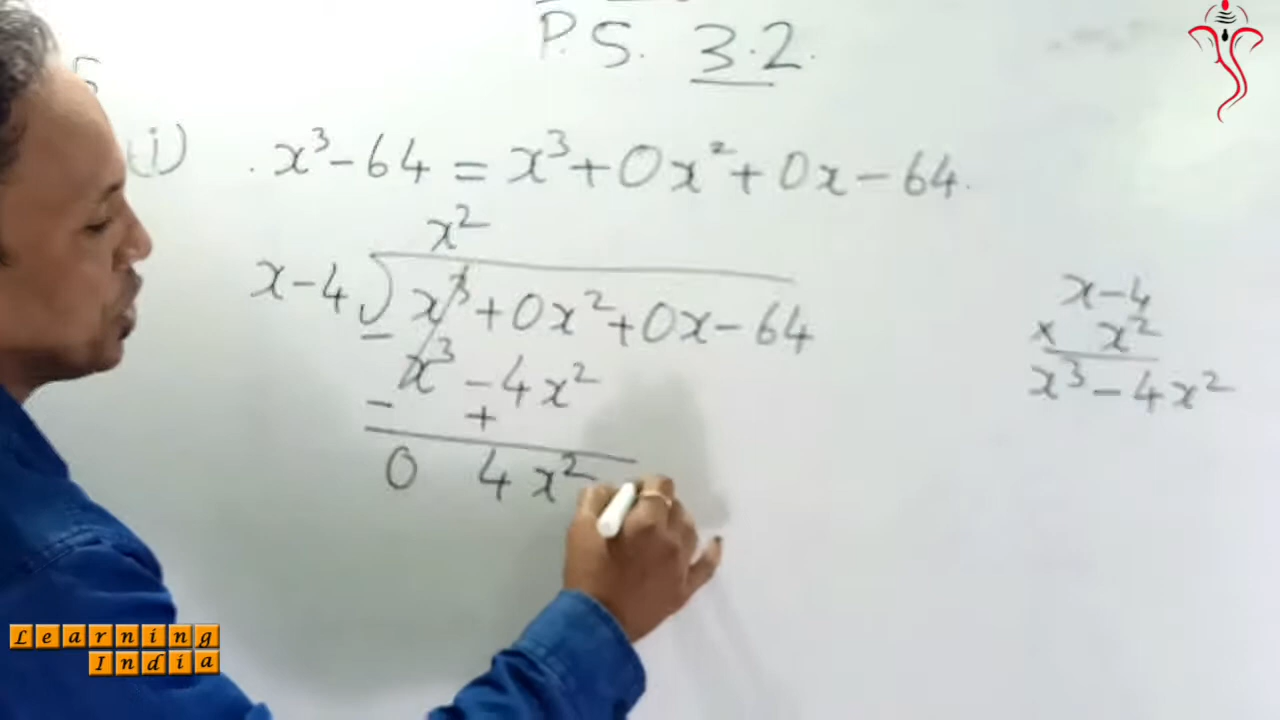 P.S. 3.2.
5
(i) x³-64 = x³+0x²+0x-64.
x²
x-4) x³+0x²+0x-64
- x³ -4x²
- +
0 4x²
x-4
× x²
x³-4x²
Learning
India